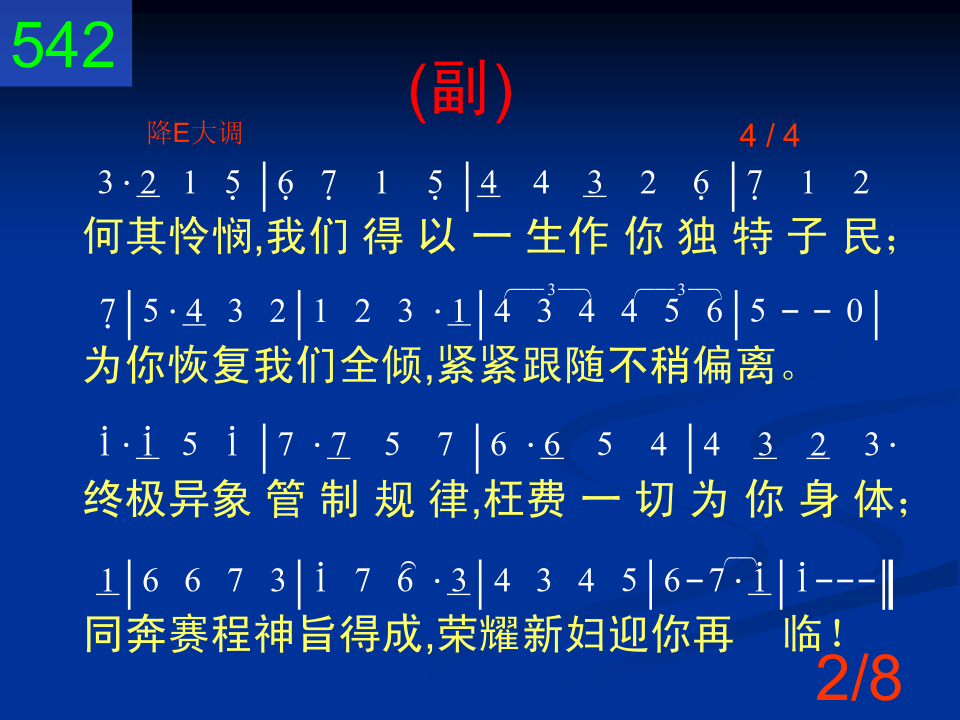 542
(副)
降E大调 4 / 4
3 · 2 1 5̣ | 6̣ 7̣ 1 5̣ | 4 4 3 2 6̣ | 7̣ 1 2
何其怜悯,我们 得 以 一 生作 你 独 特 子 民;
7̣ | 5 · 4 3 2 | 1 2 3 · 1 | 4 3 4 4 5 6 | 5 - - 0 |
3 3
为你恢复我们全倾,紧紧跟随不稍偏离。
1̇ · 1̇ 5 1̇ | 7 · 7 5 7 | 6 · 6 5 4 | 4 3 2 3 ·
终极异象 管 制 规 律,枉费 一 切 为 你 身 体;
1 | 6 6 7 3 | 1̇ 7 6 · 3 | 4 3 4 5 | 6 - 7 · 1̇ | 1̇ - - - ‖
同奔赛程神旨得成,荣耀新妇迎你再 临!
2/8